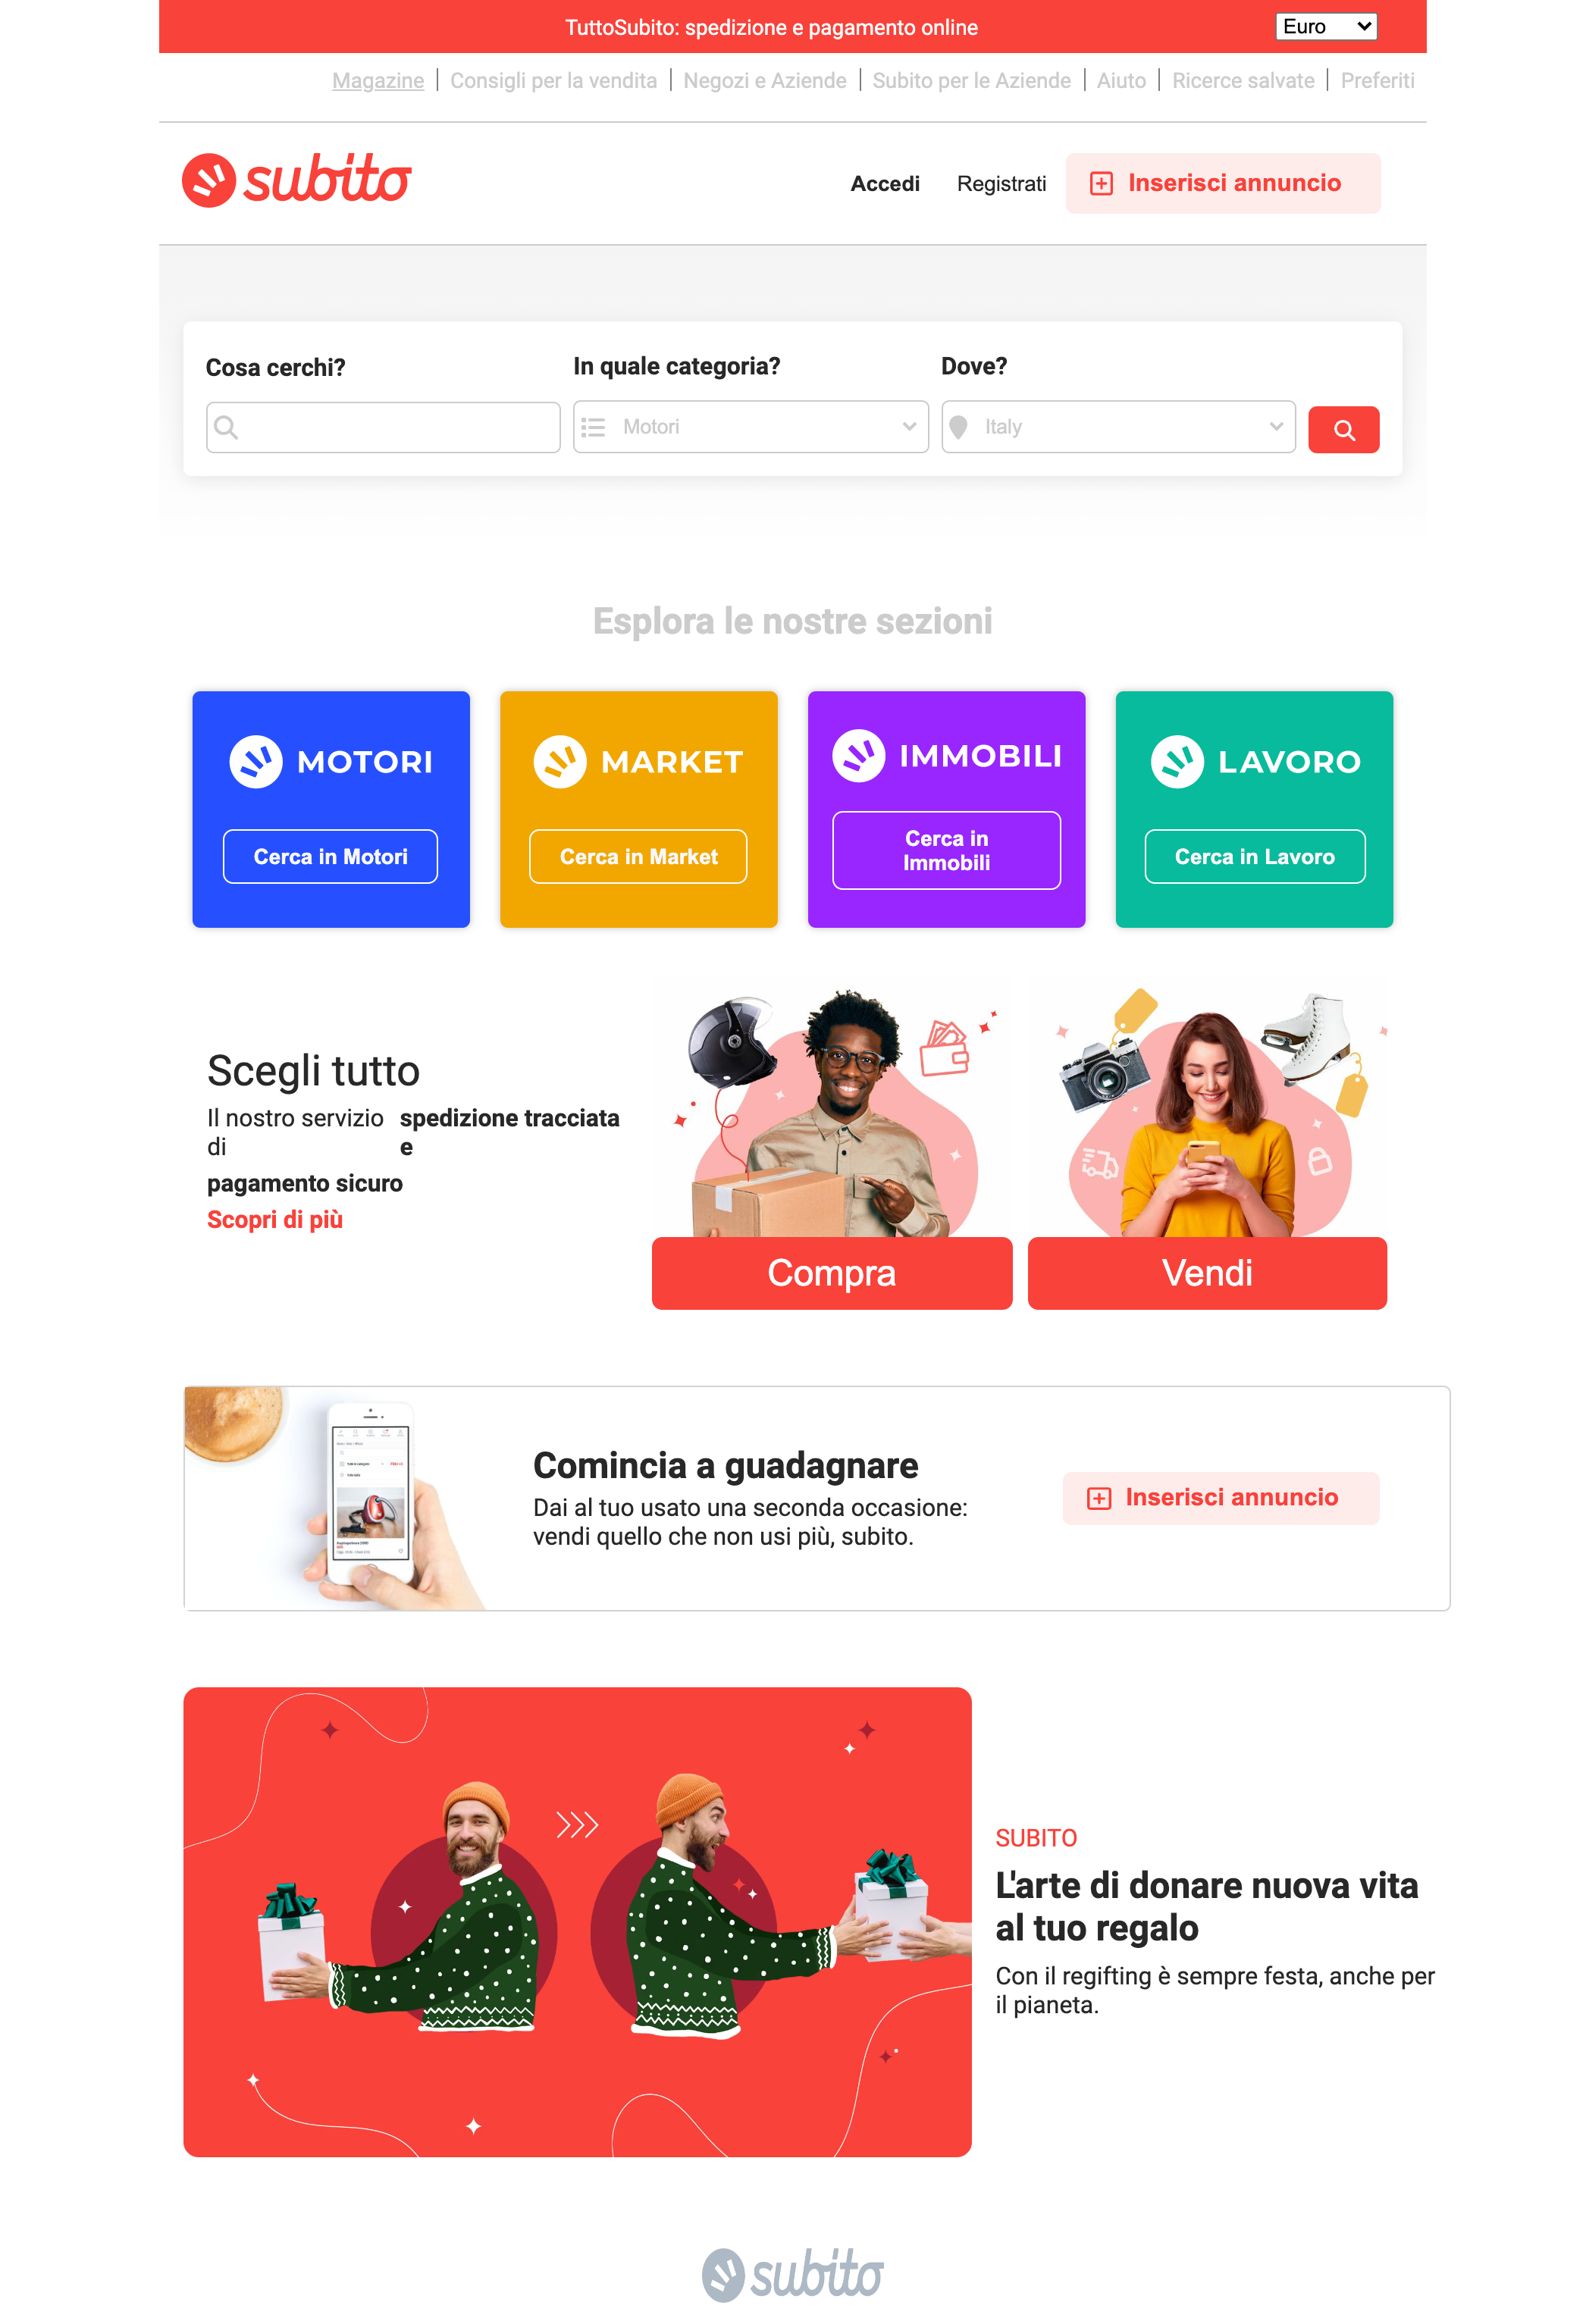 TuttoSubito: spedizione e pagamento online
Euro
Magazine
Consigli per la vendita
Negozi e Aziende
Subito per le Aziende
Aiuto
Ricerce salvate
Preferiti
subito
Accedi
Registrati
Inserisci annuncio
Cosa cerchi?
In quale categoria?
Dove?
Motori
Italy
Esplora le nostre sezioni
MOTORI
Cerca in Motori
MARKET
Cerca in Market
IMMOBILI
Cerca in
Immobili
LAVORO
Cerca in Lavoro
Scegli tutto
Il nostro servizio
di
spedizione tracciata
e
pagamento sicuro
Scopri di più
Compra
Vendi
Comincia a guadagnare
Dai al tuo usato una seconda occasione:
vendi quello che non usi più, subito.
Inserisci annuncio
SUBITO
L'arte di donare nuova vita
al tuo regalo
Con il regifting è sempre festa, anche per
il pianeta.
subito